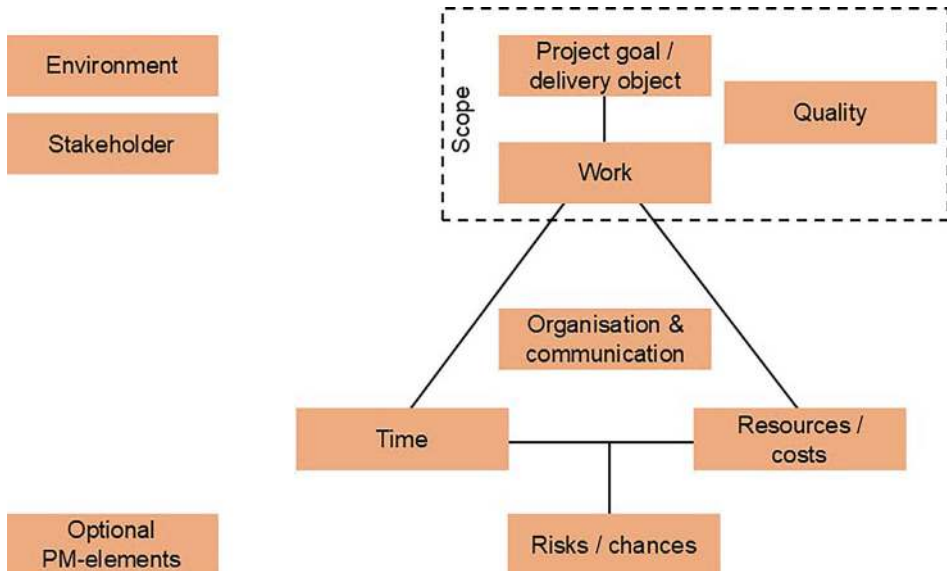 Environment
Stakeholder
Scope
Project goal /
delivery object
Quality
Work
Organisation &
communication
Time
Resources /
costs
Optional
PM-elements
Risks / chances